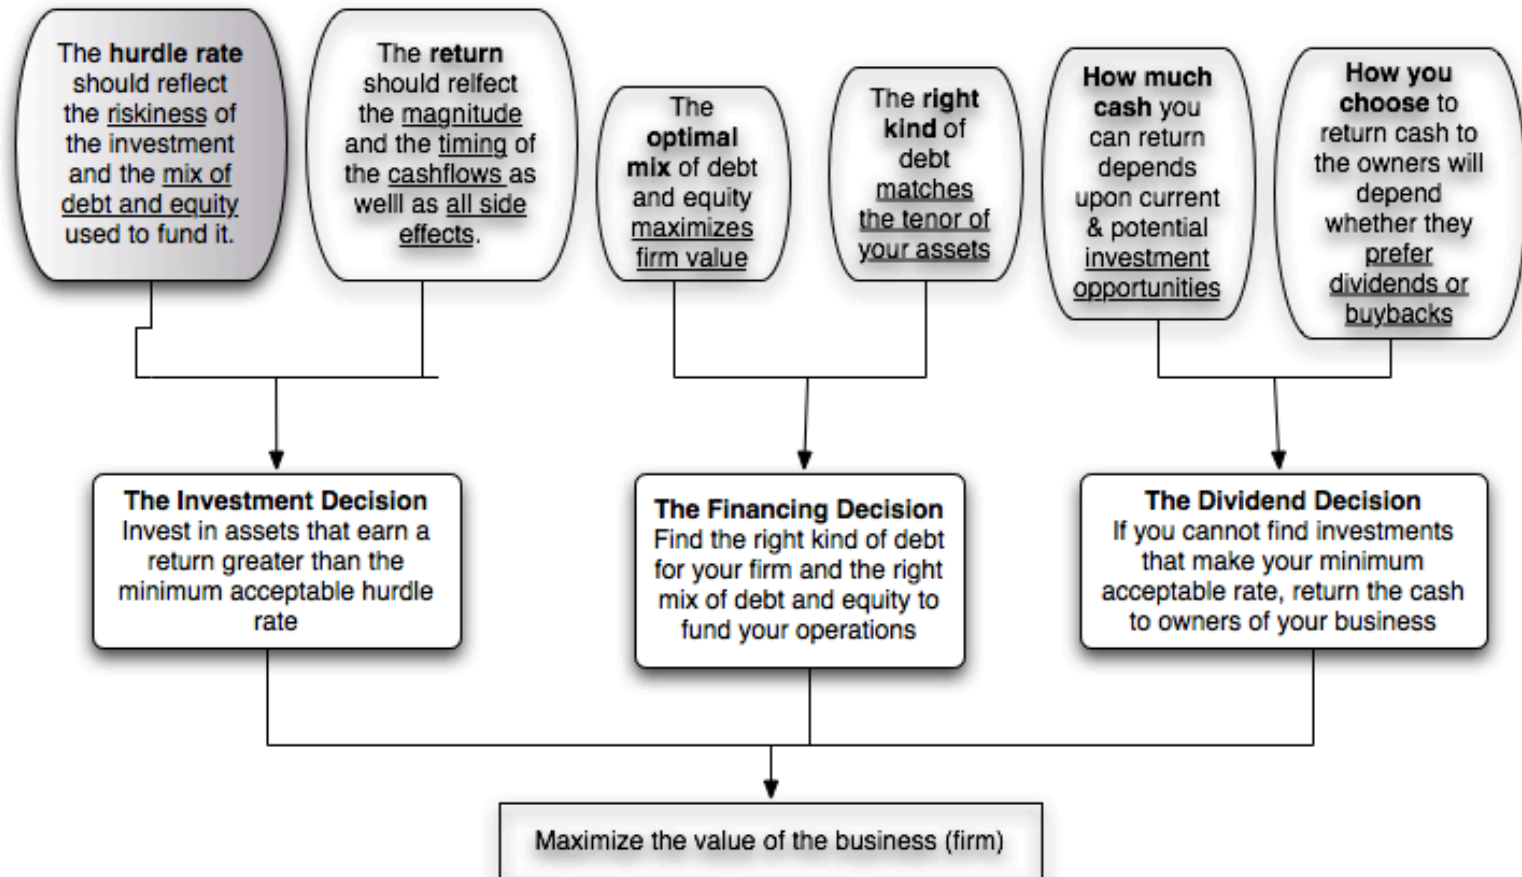 The hurdle rate
should reflect
the riskiness of
the investment
and the mix of
debt and equity
used to fund it.
The return
should relfect
the magnitude
and the timing of
the cashflows as
welll as all side
effects.
The
optimal
mix of debt
and equity
maximizes
firm value
The right
kind of
debt
matches
the tenor of
your assets
How much
cash you
can return
depends
upon current
& potential
investment
opportunities
How you
choose to
return cash to
the owners will
depend
whether they
prefer
dividends or
buybacks
The Investment Decision
Invest in assets that earn a
return greater than the
minimum acceptable hurdle
rate
The Financing Decision
Find the right kind of debt
for your firm and the right
mix of debt and equity to
fund your operations
The Dividend Decision
If you cannot find investments
that make your minimum
acceptable rate, return the cash
to owners of your business
Maximize the value of the business (firm)